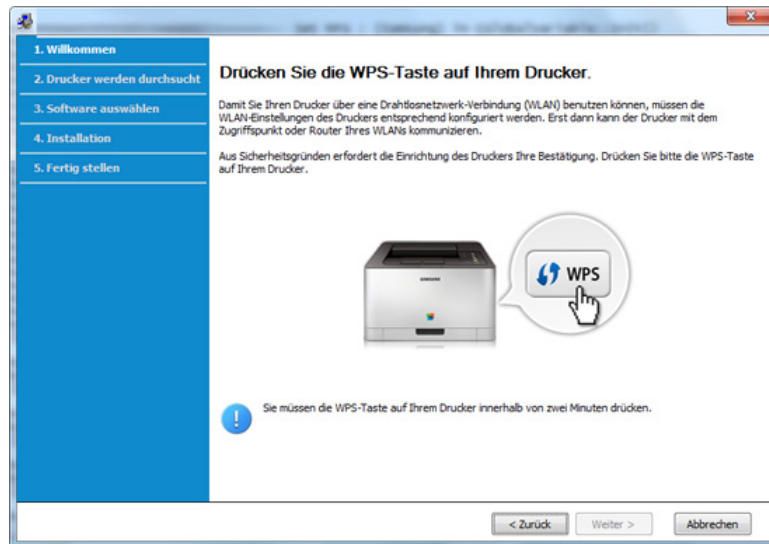 1. Willkommen
2. Drucker werden durchsucht
3. Software auswählen
4. Installation
5. Fertig stellen
Drücken Sie die WPS-Taste auf Ihrem Drucker.
Damit Sie Ihren Drucker über eine Drahtlosnetzwerk-Verbindung (WLAN) benutzen können, müssen die
WLAN-Einstellungen des Druckers entsprechend konfiguriert werden. Erst dann kann der Drucker mit dem
Zugriffspunkt oder Router Ihres WLANs kommunizieren.
Aus Sicherheitsgründen erfordert die Einrichtung des Druckers Ihre Bestätigung. Drücken Sie bitte die WPS-Taste
auf Ihrem Drucker.
SAMSUNG
WPS
Sie müssen die WPS-Taste auf Ihrem Drucker innerhalb von zwei Minuten drücken.
< Zurück
Weiter >
Abbrechen